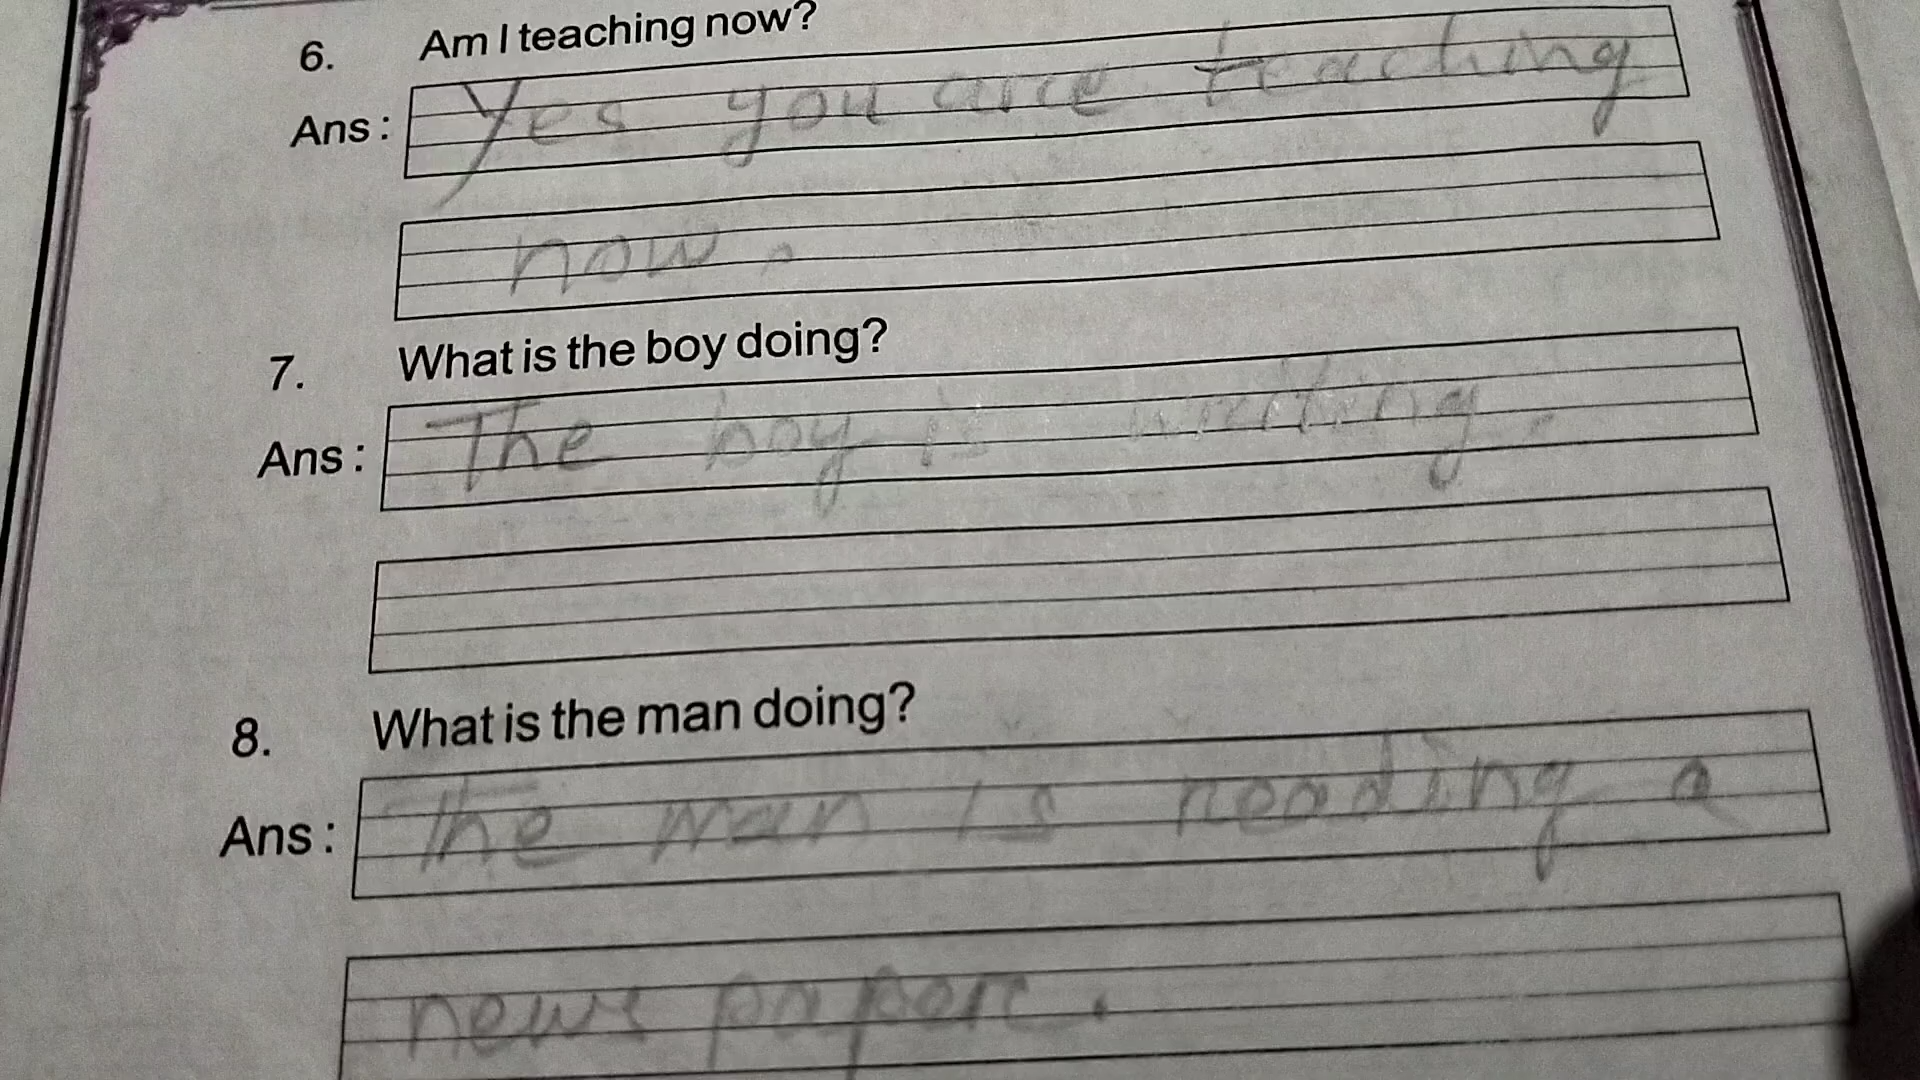 6. Am I teaching now?
Ans : Yes you are teaching
now.
7. What is the boy doing?
Ans : The boy is writing.
8. What is the man doing?
Ans : The man is reading a
news paper.